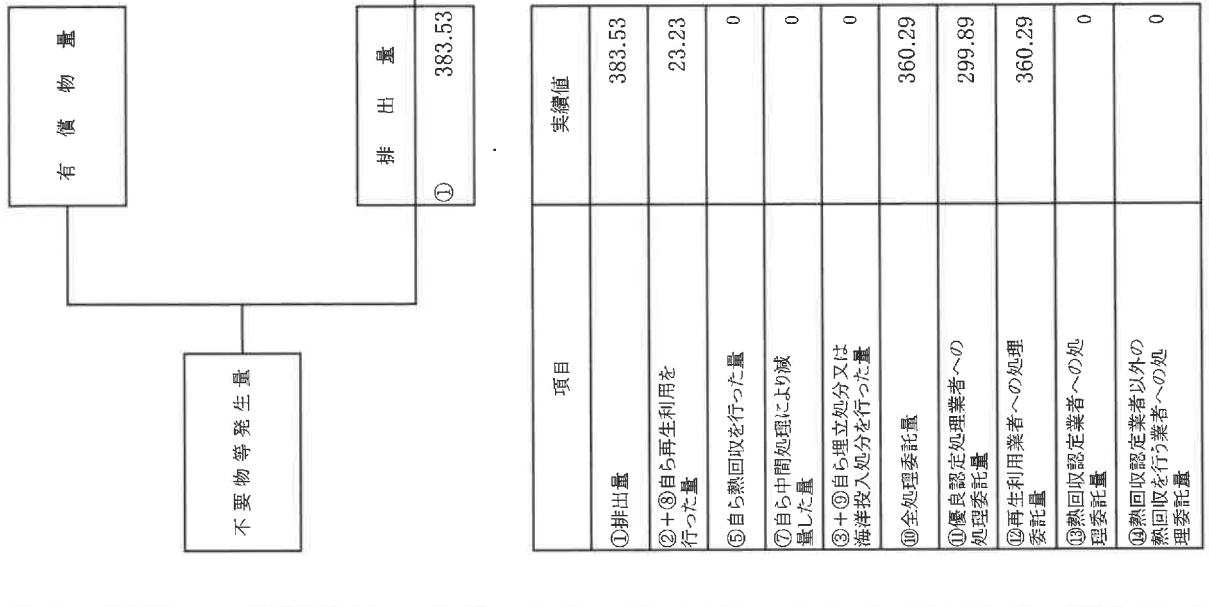 有償物量
不要物等発生量
排出量
① 383.53
項目 実績値
①排出量 383.53
②+⑧自ら再生利用を
行った量 23.23
⑤自ら熱回収を行った量 0
⑦自ら中間処理により減
量した量 0
③+⑨自ら埋立処分又は
海洋投入処分を行った量 0
⑩全処理委託量 360.29
⑪優良認定処理業者への
処理委託量 299.89
⑫再生利用業者への処理
委託量 360.29
⑬熱回収認定業者への処
理委託量 0
⑭熱回収認定業者以外の
熱回収を行う業者への処
理委託量 0